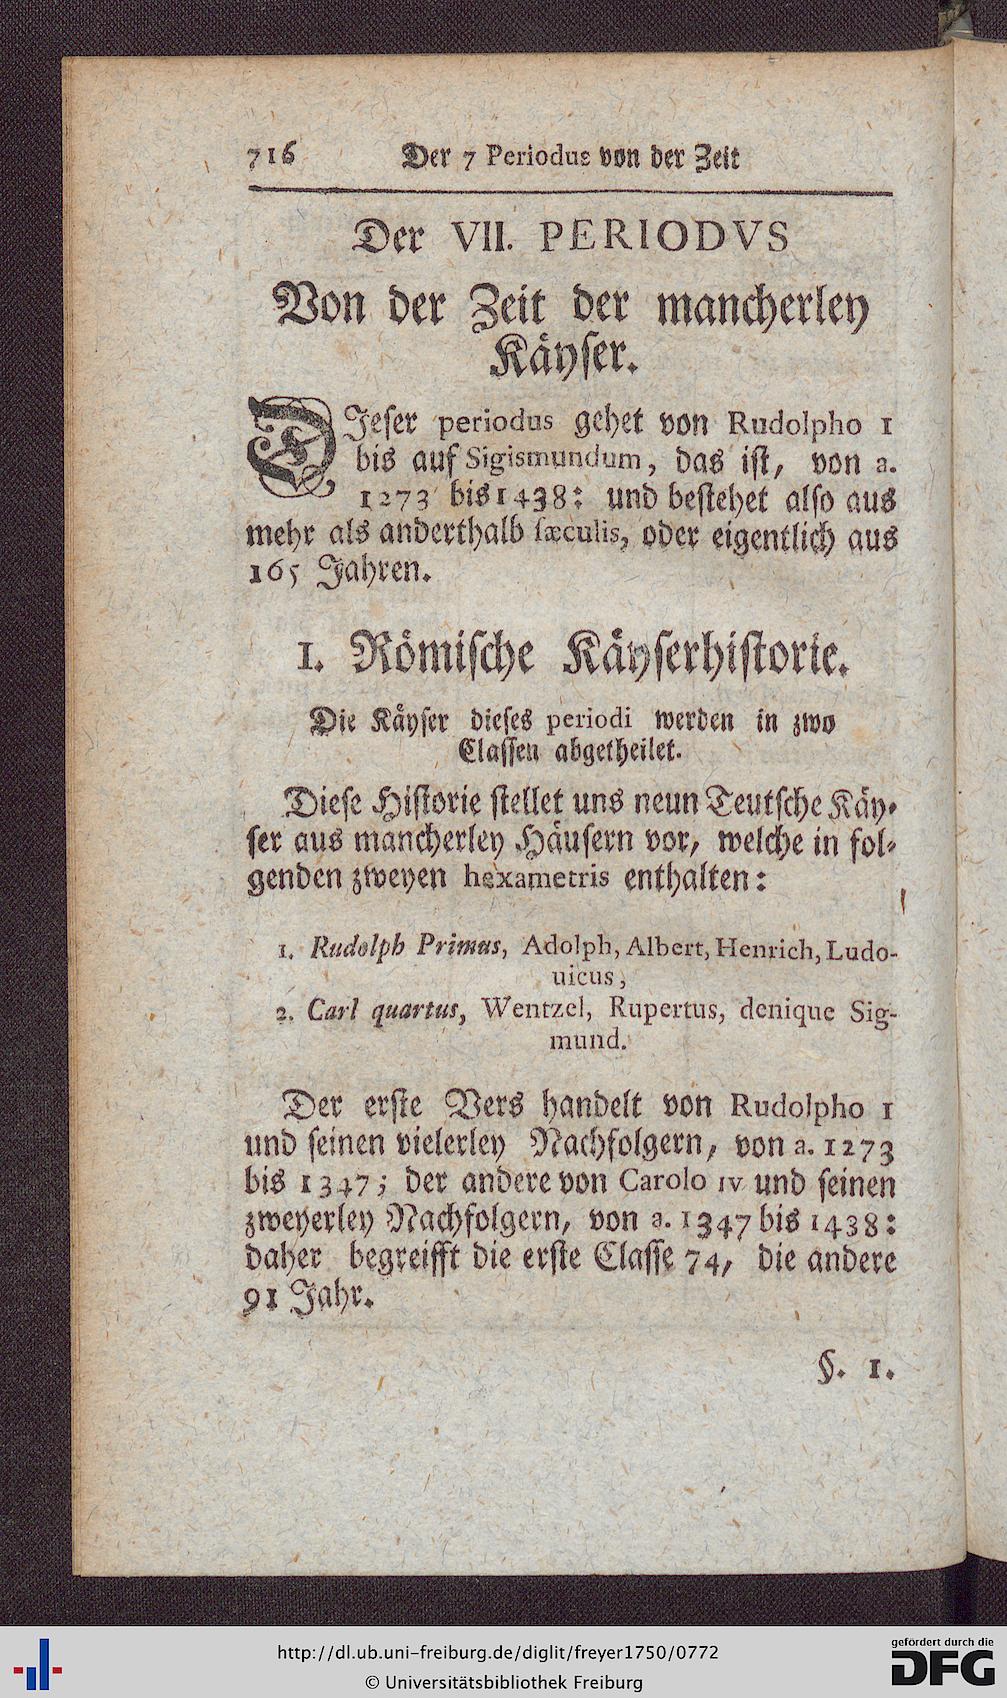 716 Der 7 Periodus von der Zeit
Der VII. PERIODVS
Von der Zeit der mancherley
Käyser.
DJeser periodus gehet von Rudolpho 1
bis auf Sigismundum, das ist, von a.
1273 bis 1438: und bestehet also aus
mehr als anderthalb sæculis, oder eigentlich aus
165 Jahren.
1. Römische Käyserhistorie.
Die Käyser dieses periodi werden in zwo
Classen abgetheilet.
Diese Historie stellet uns neun Teutsche Käy-
ser aus mancherley Häusern vor, welche in fol-
genden zweyen hexametris enthalten:
1. Rudolph Primus, Adolph, Albert, Henrich, Ludo-
uicus,
2. Carl quartus, Wentzel, Rupertus, denique Sig-
mund.
Der erste Vers handelt von Rudolpho 1
und seinen vielerley Nachfolgern, von a. 1273
bis 1347; der andere von Carolo IV und seinen
zweyerley Nachfolgern, von a. 1347 bis 1438:
daher begreifft die erste Classe 74, die andere
91 Jahr.
§. 1.
http://dl.ub.uni-freiburg.de/diglit/freyer1750/0772
© Universitätsbibliothek Freiburg
gefördert durch die
DFG